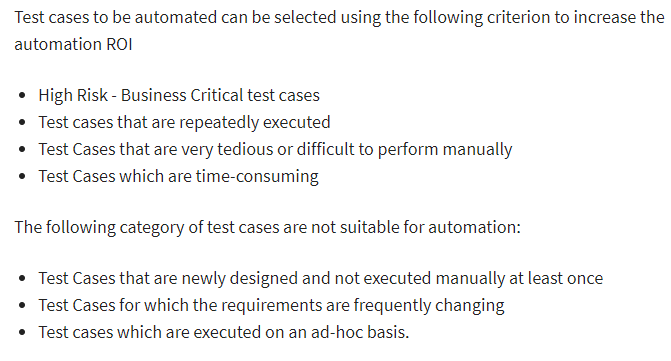 Test cases to be automated can be selected using the following criterion to increase the
automation ROI
• High Risk - Business Critical test cases
• Test cases that are repeatedly executed
• Test Cases that are very tedious or difficult to perform manually
• Test Cases which are time-consuming
The following category of test cases are not suitable for automation:
• Test Cases that are newly designed and not executed manually at least once
• Test Cases for which the requirements are frequently changing
• Test cases which are executed on an ad-hoc basis.